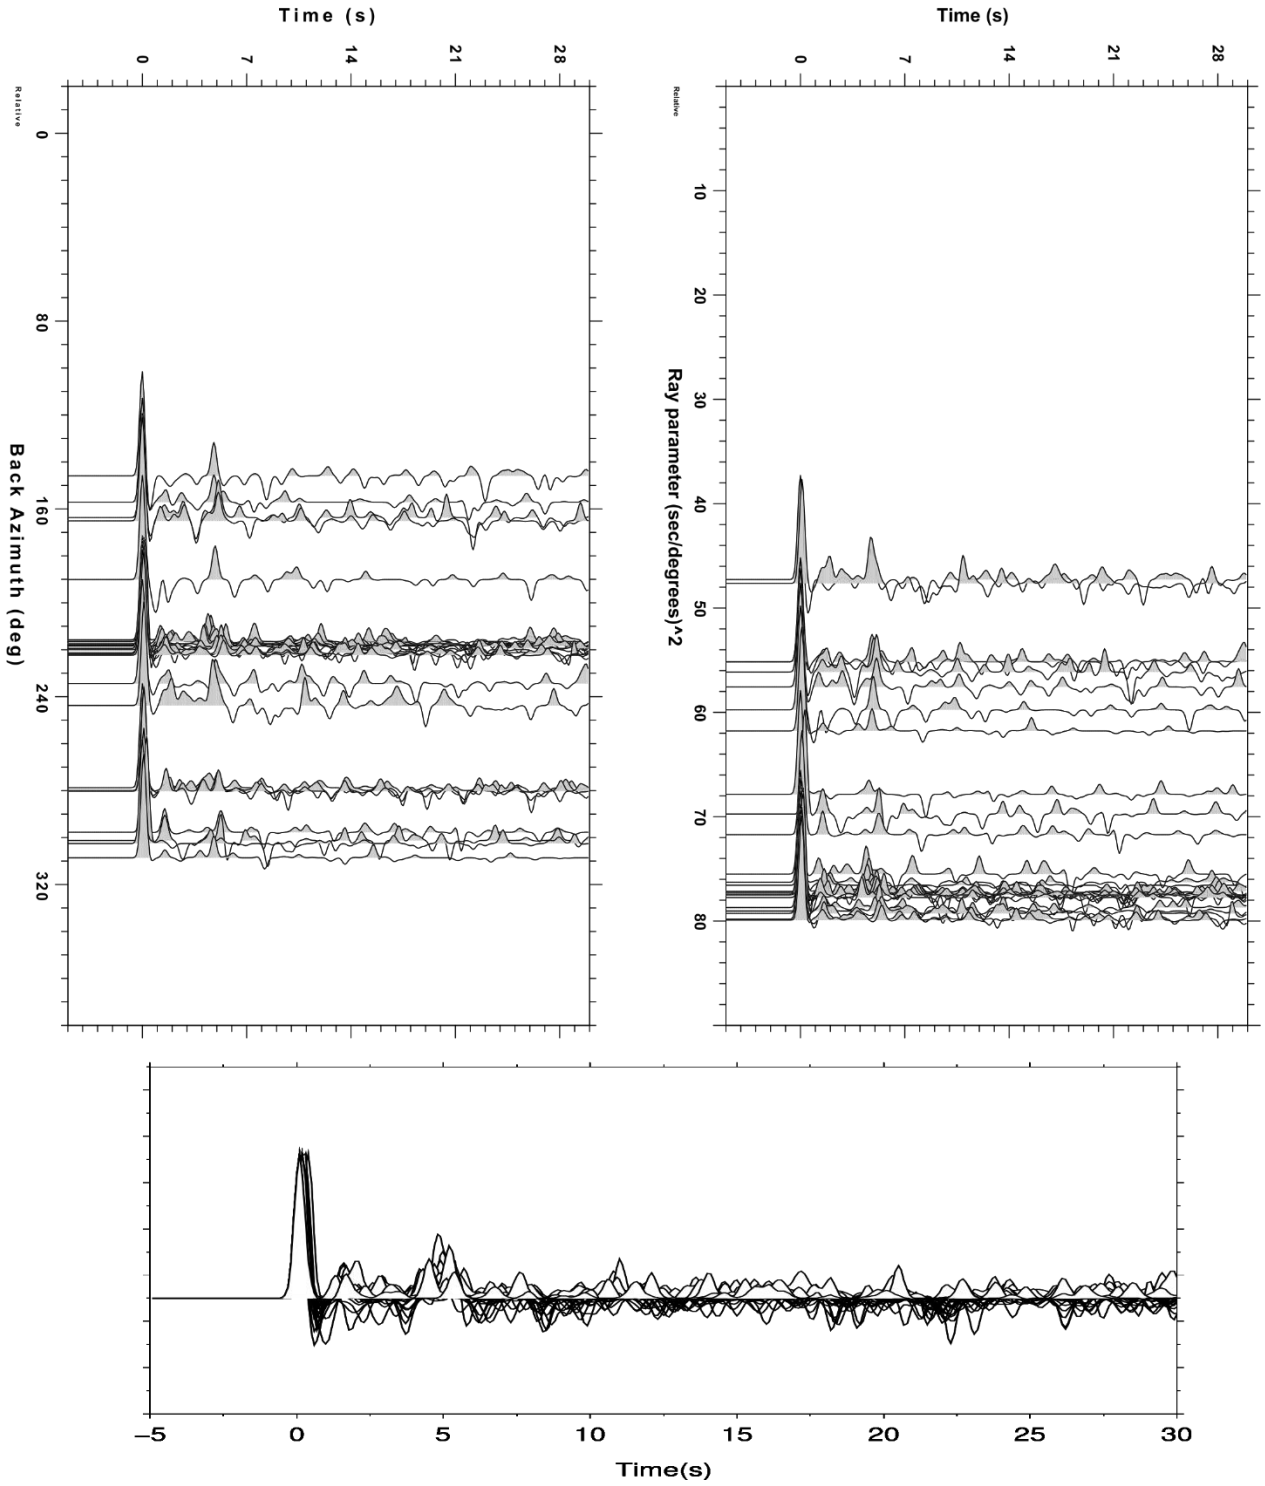 Time (s)
0 7 14 21 28
Relative
0
80
160
240
320
Back Azimuth (deg)
Time (s)
0 7 14 21 28
Relative
10
20
30
40
50
60
70
80
Ray parameter (sec/degrees)^2
−5 0 5 10 15 20 25 30
Time(s)